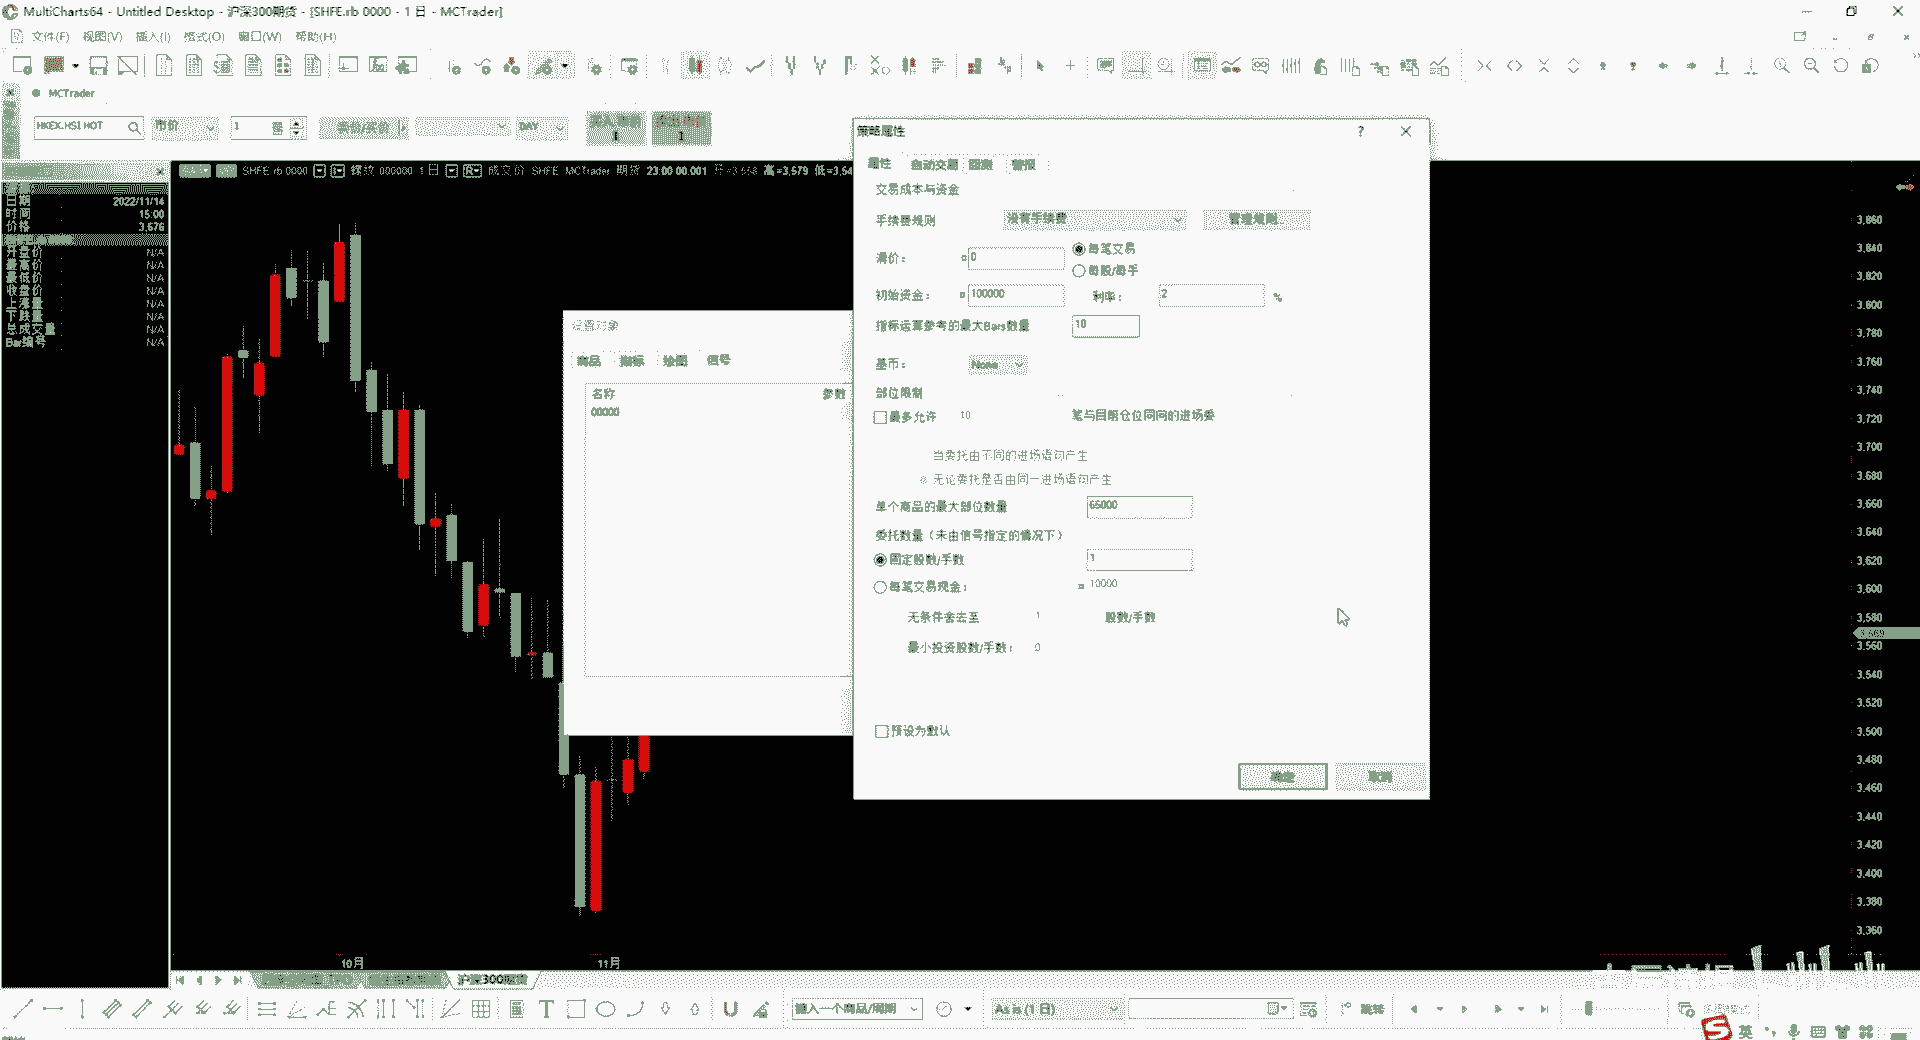 MultiCharts64 - Untitled Desktop - 沪深300期货 - [SHFE.rb 0000 - 1 日 - MCTrader]
文件(F) 视图(V) 插入(I) 格式(O) 窗口(W) 帮助(H)
MCTrader
HKEX.HSI HOT 市价 1 卖价/买价 DAY
SHFE rb 0000 螺纹 000000 1 日 成交价 SHFE MCTrader 期货 23:00 00.001 开=3,558 高=3,579 低=3,54
日期 2022/11/14
时间 15:00
价格 3,676
开盘价 N/A
最高价 N/A
最低价 N/A
收盘价 N/A
上涨量 N/A
下跌量 N/A
总成交量 N/A
Bar编号 N/A
设置对象
商品 指标 绘图 信号
名称 参数
00000
策略属性
属性 自动交易 回测 警报
交易成本与资金
手续费规则 没有手续费 管理规则
滑价： 0 每笔交易
每股/每手
初始资金： 100000 利率： 2 %
指标运算参考的最大Bars数量 10
基币： None
部位限制
最多允许 10 笔与目前仓位同向的进场委
当委托由不同的进场语句产生
无论委托是否由同一进场语句产生
单个商品的最大部位数量 65000
委托数量（未由信号指定的情况下）
固定股数/手数 1
每笔交易现金： 10000
无条件舍去至 1 股数/手数
最小投资股数/手数： 0
预设为默认
确定 取消
3,860
3,840
3,820
3,800
3,780
3,760
3,740
3,720
3,700
3,680
3,660
3,640
3,620
3,600
3,580
3,569
3,560
3,540
3,520
3,500
3,480
3,460
3,440
3,420
3,400
3,380
3,360
10月 11月
沪深300期货
键入一个商品/周期 As is (1 日) 跳转
英